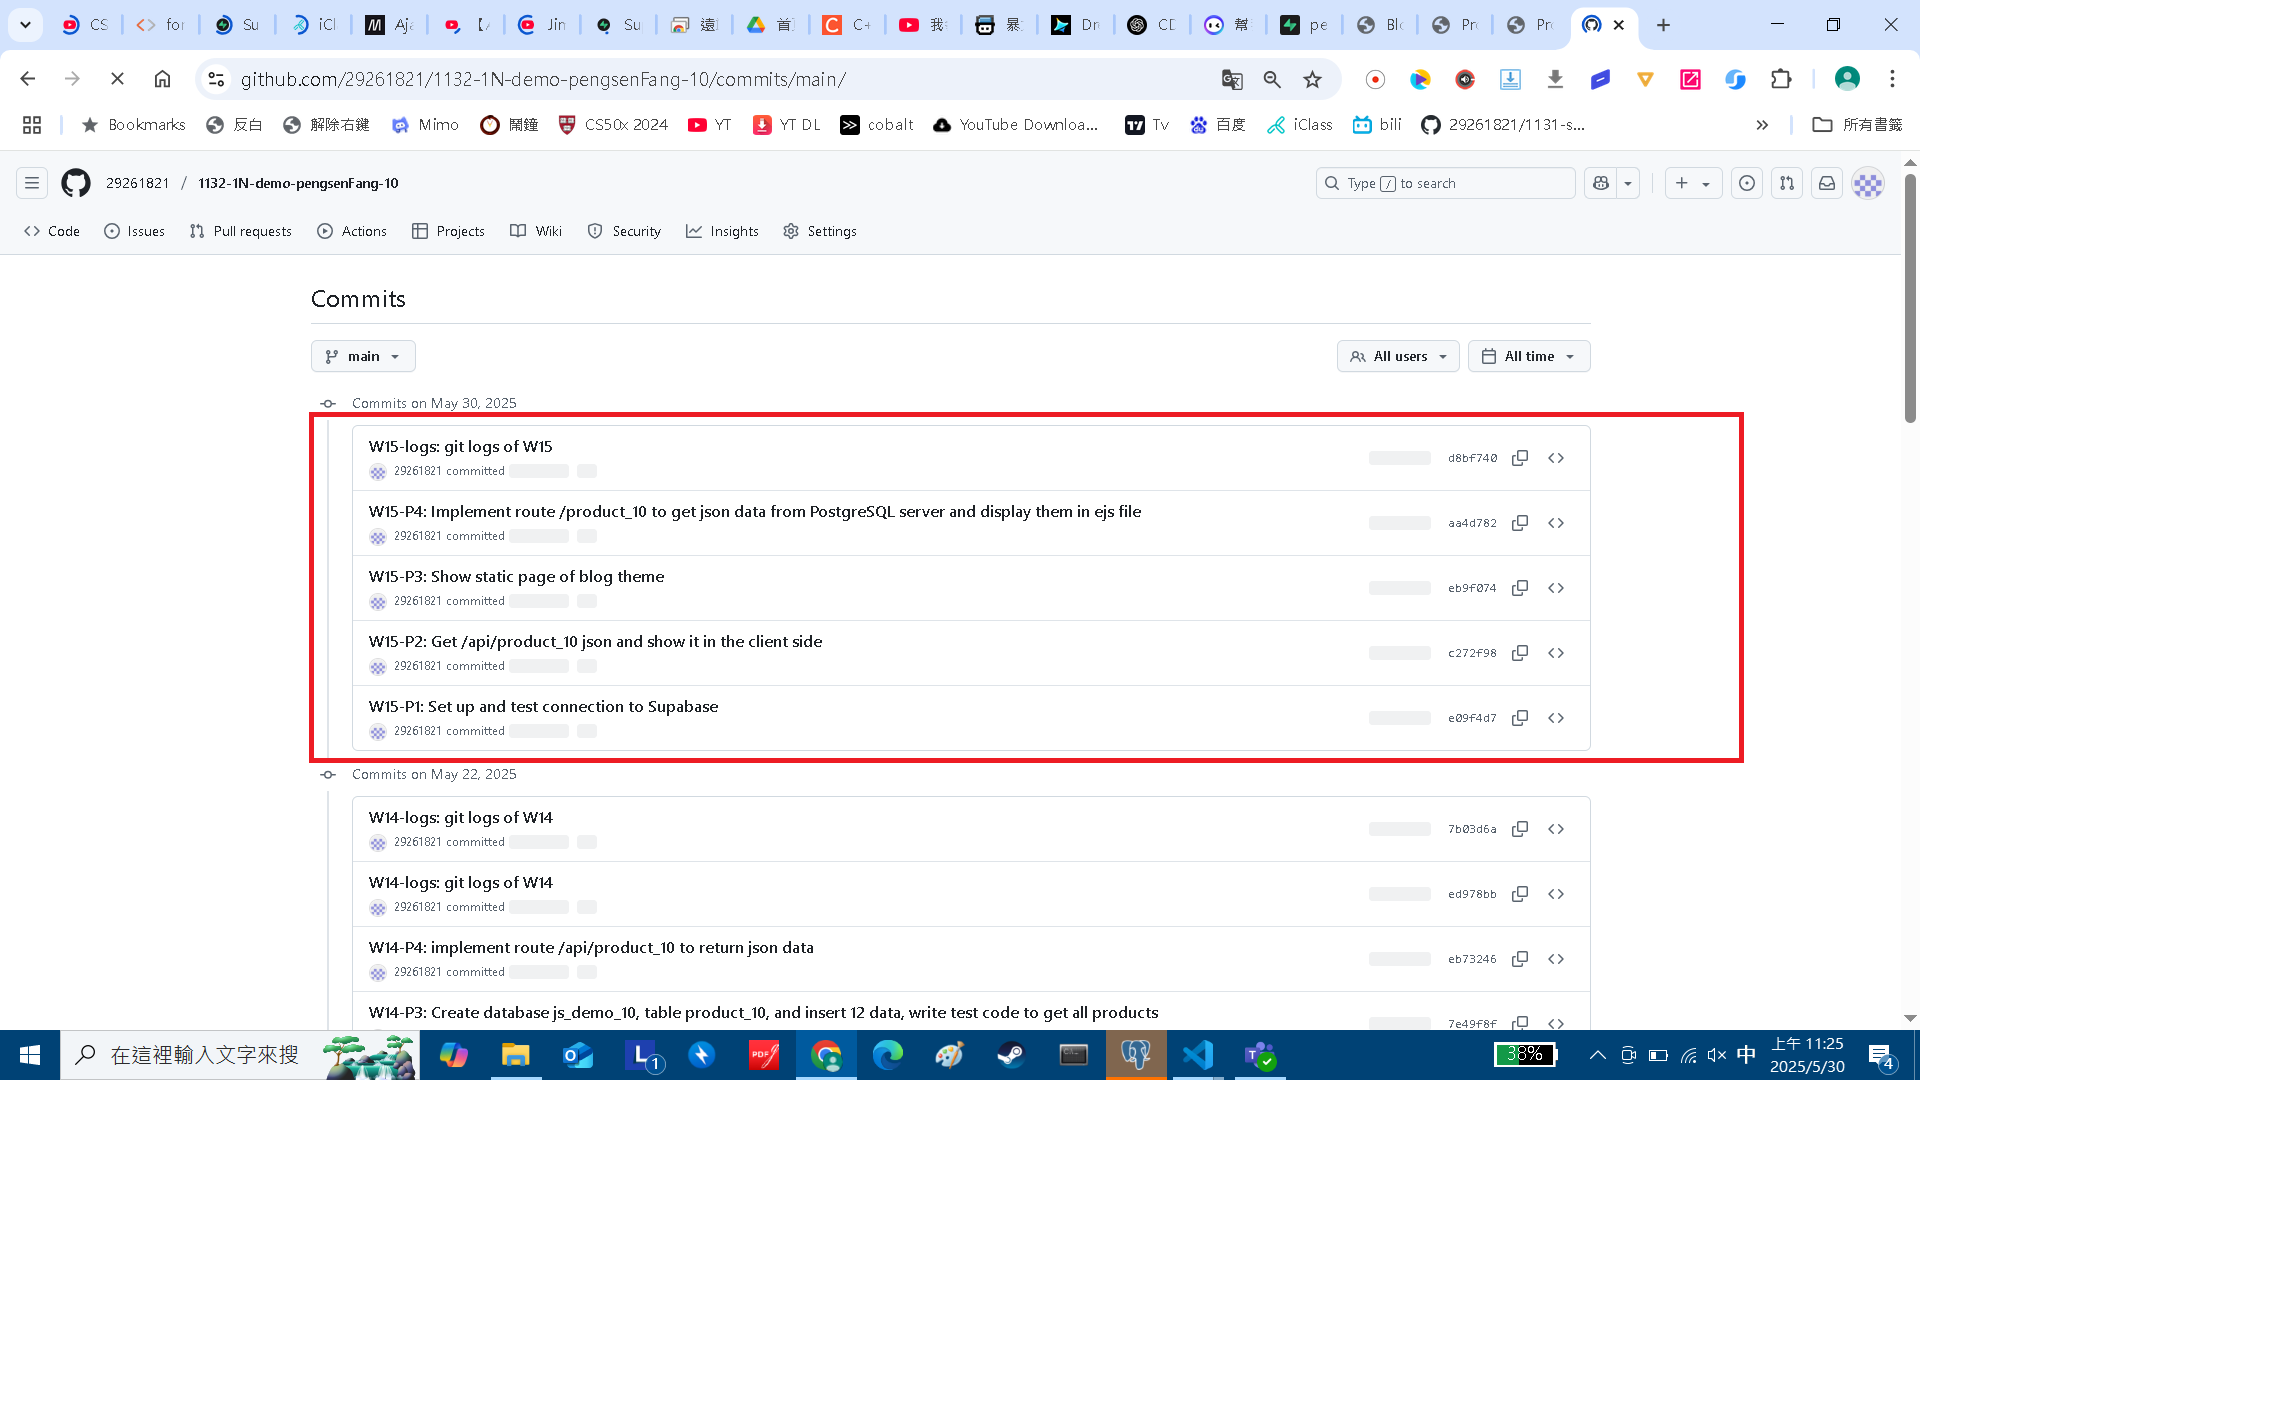 CS
for
Su
iCl
Aja
Jin
Su
遠
首
C+
我
暴
Dr
CD
幫
pe
Blo
Pro
Pro
github.com/29261821/1132-1N-demo-pengsenFang-10/commits/main/
Bookmarks 反白 解除右鍵 Mimo 鬧鐘 CS50x 2024 YT YT DL cobalt YouTube Downloa... Tv 百度 iClass bili 29261821/1131-s... 所有書籤
29261821 / 1132-1N-demo-pengsenFang-10 Type / to search
Code Issues Pull requests Actions Projects Wiki Security Insights Settings
Commits
main All users All time
Commits on May 30, 2025
W15-logs: git logs of W15
29261821 committed d8bf740
W15-P4: Implement route /product_10 to get json data from PostgreSQL server and display them in ejs file
29261821 committed aa4d782
W15-P3: Show static page of blog theme
29261821 committed eb9f074
W15-P2: Get /api/product_10 json and show it in the client side
29261821 committed c272f98
W15-P1: Set up and test connection to Supabase
29261821 committed e09f4d7
Commits on May 22, 2025
W14-logs: git logs of W14
29261821 committed 7b03d6a
W14-logs: git logs of W14
29261821 committed ed978bb
W14-P4: implement route /api/product_10 to return json data
29261821 committed eb73246
W14-P3: Create database js_demo_10, table product_10, and insert 12 data, write test code to get all products
7e49f8f
在這裡輸入文字來搜
1
38%
中
上午 11:25
2025/5/30
4